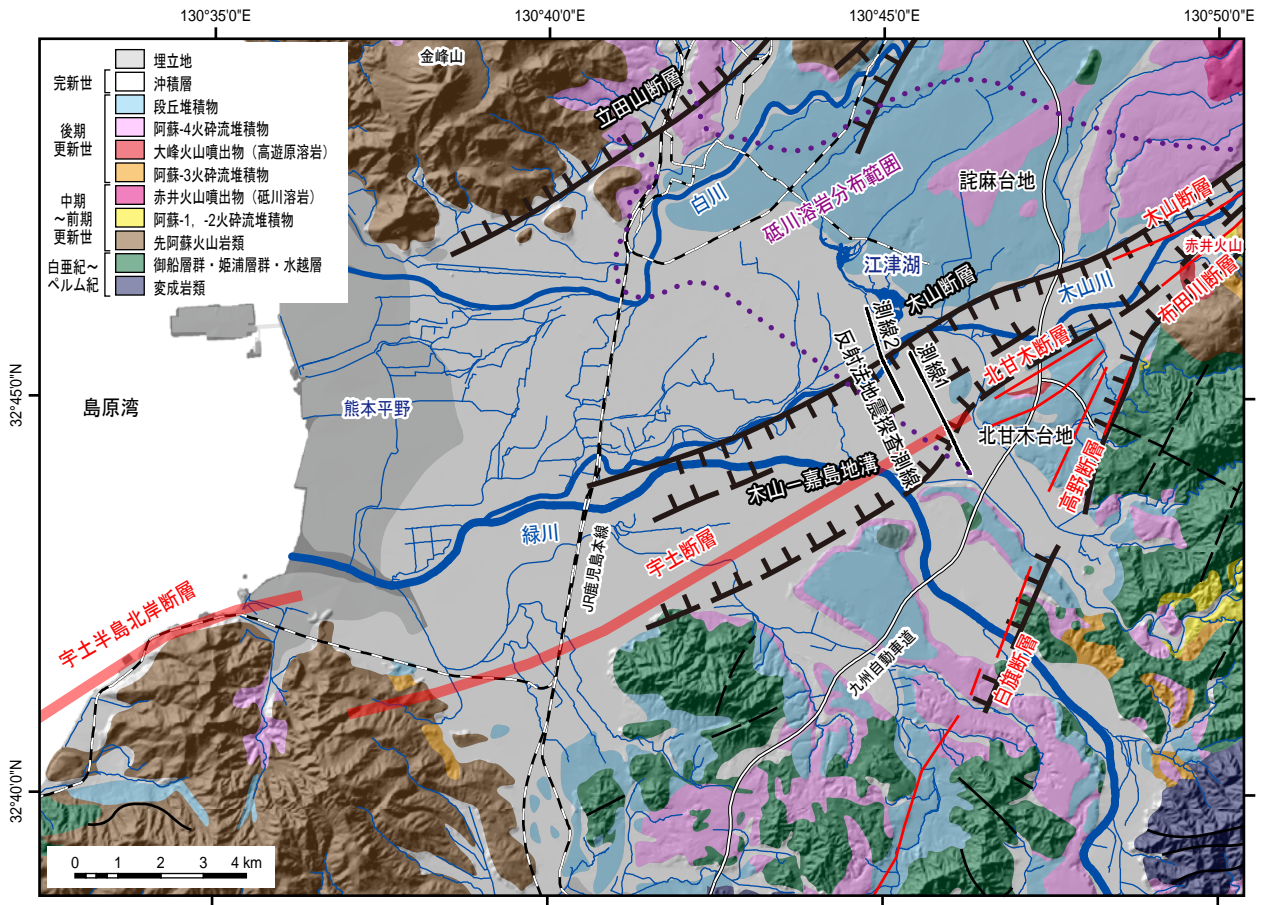 130°35'0"E
130°40'0"E
130°45'0"E
130°50'0"E
埋立地
完新世
沖積層
段丘堆積物
後期
更新世
阿蘇-4火砕流堆積物
大峰火山噴出物（高遊原溶岩）
阿蘇-3火砕流堆積物
中期
～前期
更新世
赤井火山噴出物（砥川溶岩）
阿蘇-1，-2火砕流堆積物
先阿蘇火山岩類
白亜紀～
ペルム紀
御船層群・姫浦層群・水越層
変成岩類
金峰山
立田山断層
白川
砥川溶岩分布範囲
詫麻台地
木山断層
赤井火山
布田川断層
江津湖
木山断層
木山川
測線2
測線1
反射法地震探査測線
北甘木断層
北甘木台地
高野断層
32°45'0"N
島原湾
熊本平野
木山－嘉島地溝
緑川
JR鹿児島本線
宇土断層
宇土半島北岸断層
九州自動車道
白旗断層
32°40'0"N
0 1 2 3 4 km